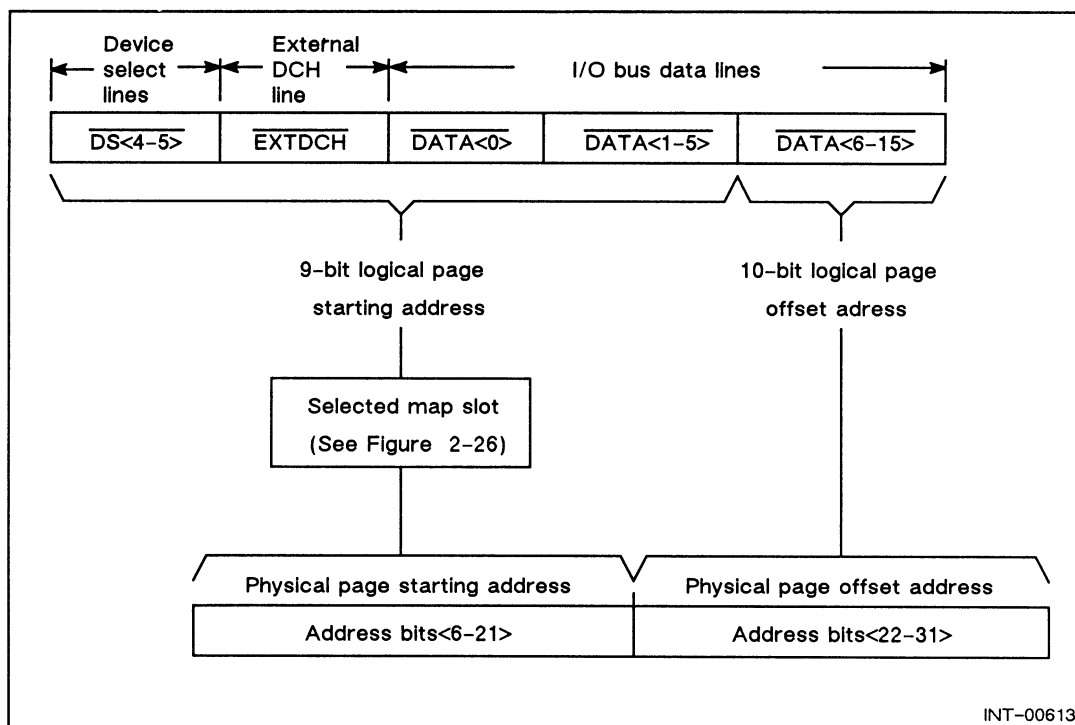 Device select lines
External DCH line
I/O bus data lines
DS<4-5>
EXTDCH
DATA<0>
DATA<1-5>
DATA<6-15>
9-bit logical page
starting address
10-bit logical page
offset adress
Selected map slot
(See Figure 2-26)
Physical page starting address
Physical page offset address
Address bits<6-21>
Address bits<22-31>
INT-00613